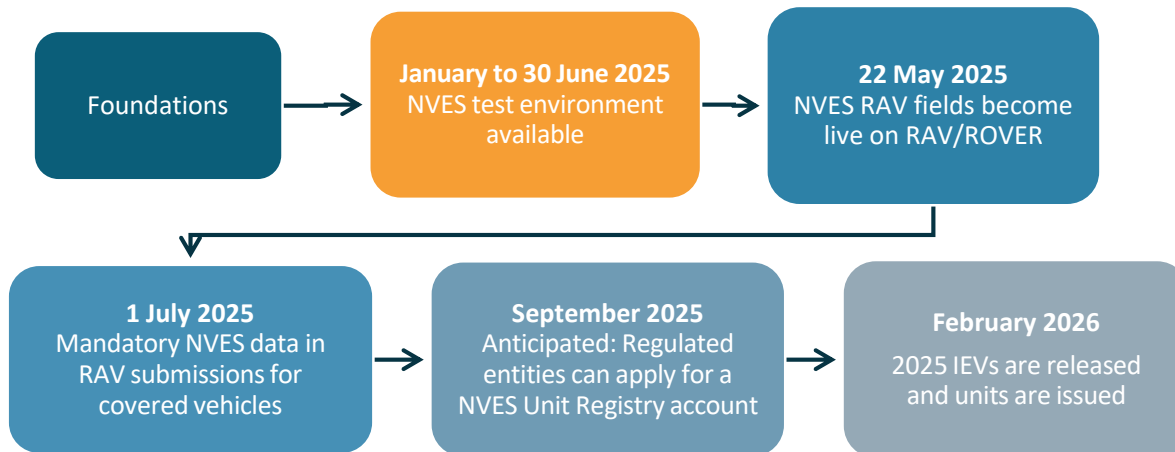 Foundations
January to 30 June 2025
NVES test environment
available
22 May 2025
NVES RAV fields become
live on RAV/ROVER
1 July 2025
Mandatory NVES data in
RAV submissions for
covered vehicles
September 2025
Anticipated: Regulated
entities can apply for a
NVES Unit Registry account
February 2026
2025 IEVs are released
and units are issued